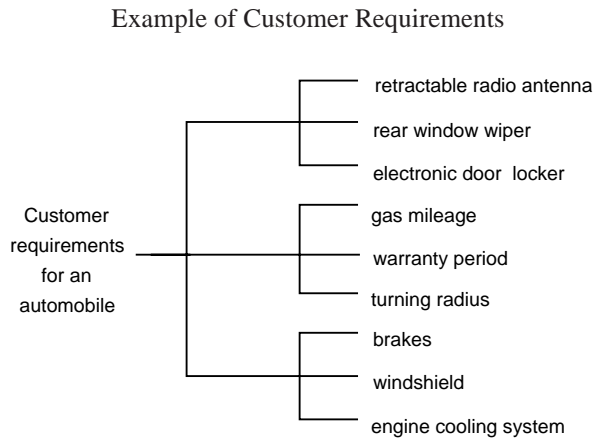 Example of Customer Requirements
retractable radio antenna
rear window wiper
electronic door locker
Customer
requirements
for an
automobile
gas mileage
warranty period
turning radius
brakes
windshield
engine cooling system